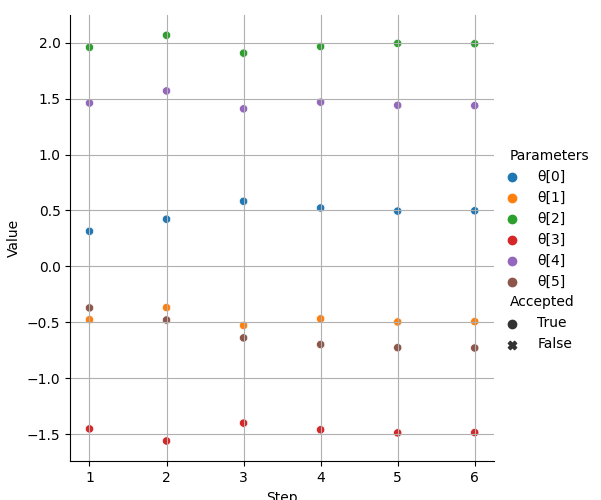 2.0
1.5
1.0
0.5
0.0
−0.5
−1.0
−1.5
Value
1 2 3 4 5 6
Step
Parameters
θ[0]
θ[1]
θ[2]
θ[3]
θ[4]
θ[5]
Accepted
True
False